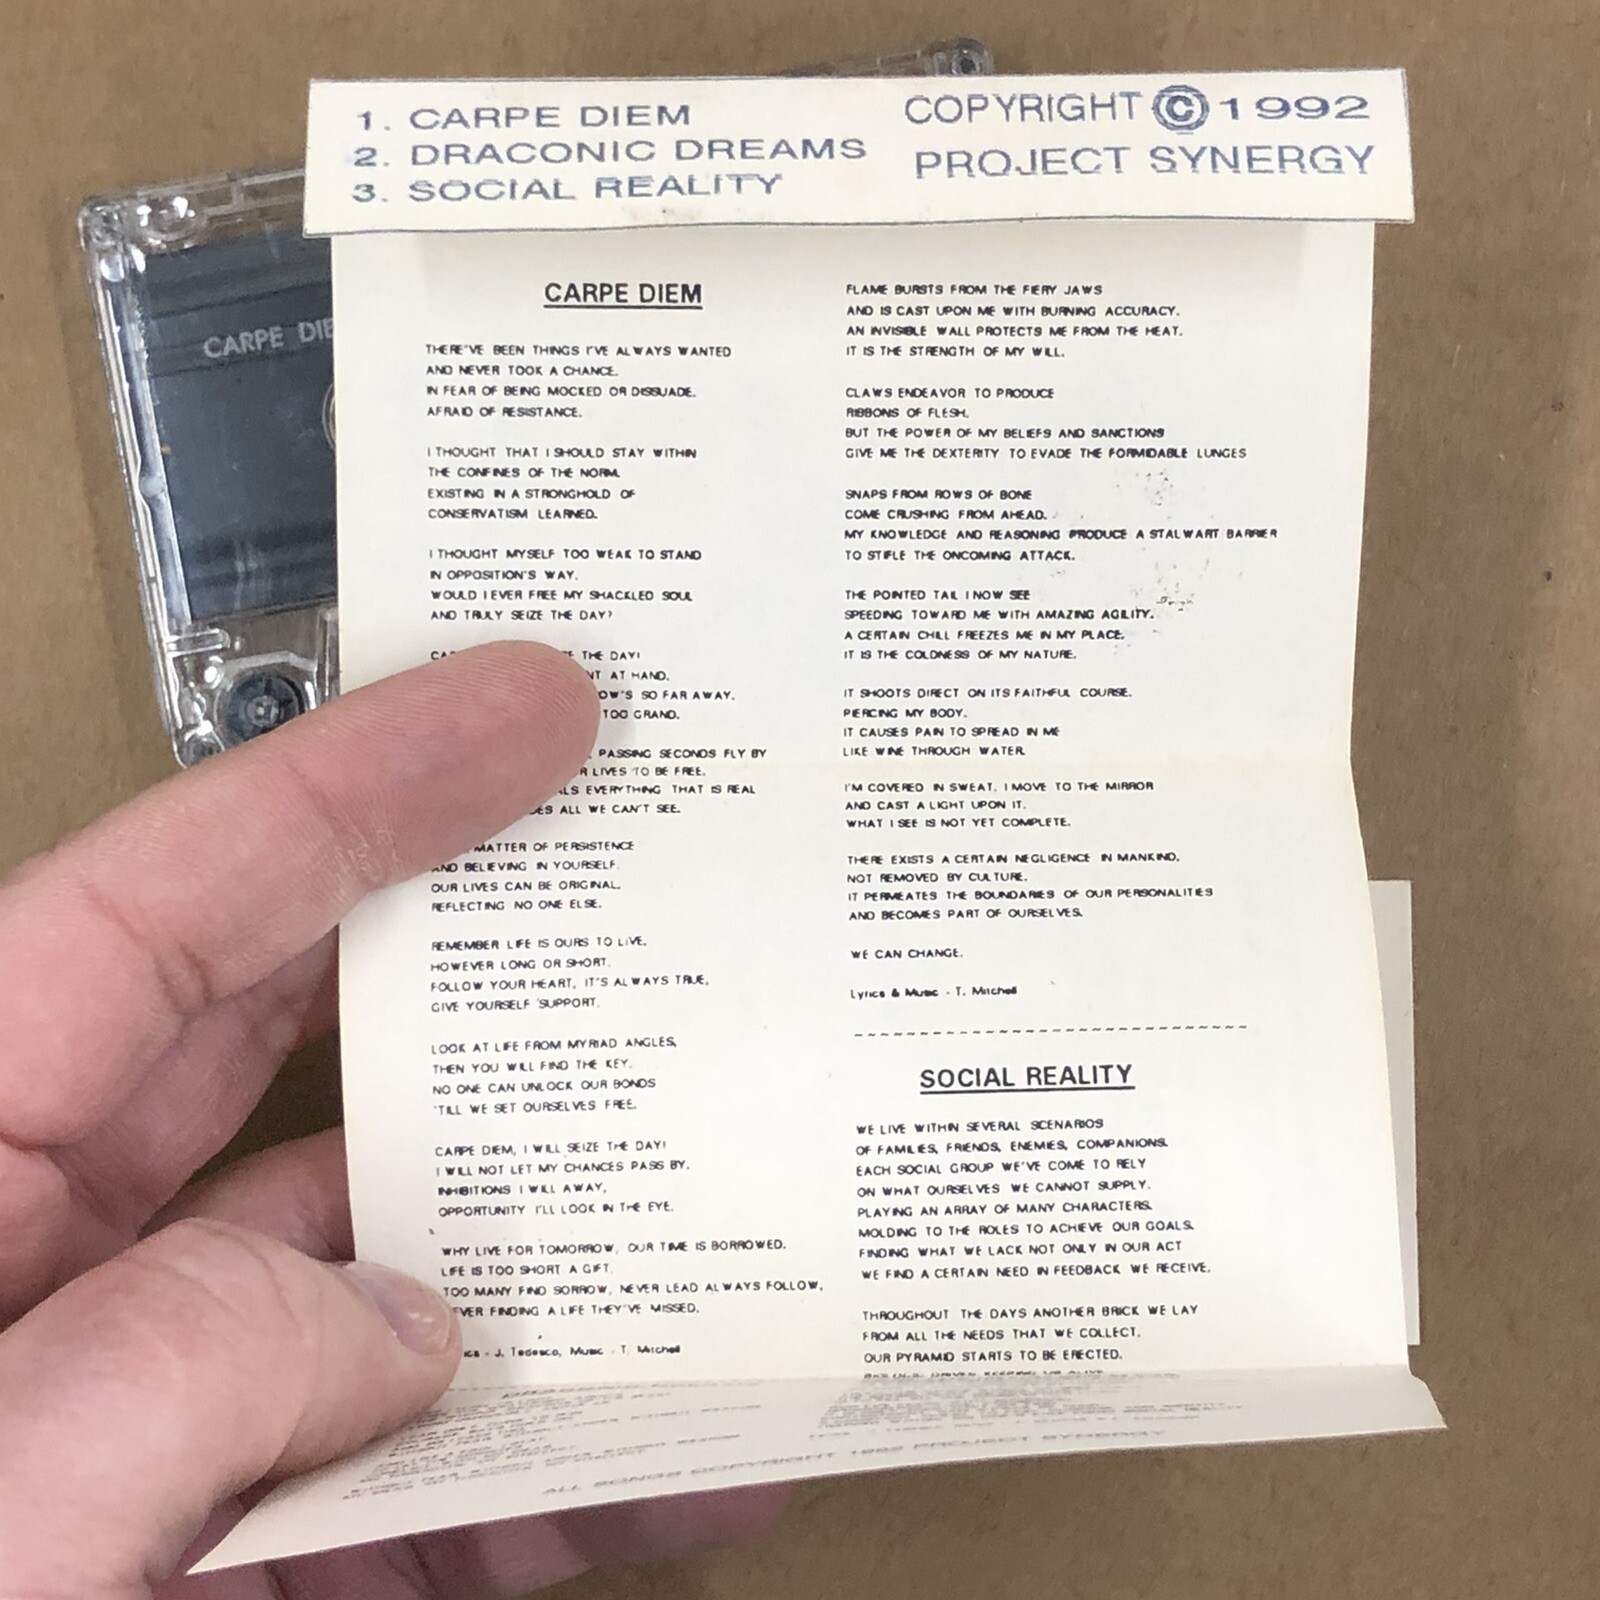 1. CARPE DIEM
2. DRACONIC DREAMS
3. SOCIAL REALITY
COPYRIGHT © 1992
PROJECT SYNERGY
CARPE DIE
CARPE DIEM
THERE'VE BEEN THINGS I'VE ALWAYS WANTED
AND NEVER TOOK A CHANCE.
IN FEAR OF BEING MOCKED OR DISSUADE.
AFRAID OF RESISTANCE.
I THOUGHT THAT I SHOULD STAY WITHIN
THE CONFINES OF THE NORM.
EXISTING IN A STRONGHOLD OF
CONSERVATISM LEARNED.
I THOUGHT MYSELF TOO WEAK TO STAND
IN OPPOSITION'S WAY.
WOULD I EVER FREE MY SHACKLED SOUL
AND TRULY SEIZE THE DAY?
THE DAY!
AT HAND.
SO FAR AWAY.
TOO GRAND.
PASSING SECONDS FLY BY
LIVES TO BE FREE.
EVERYTHING THAT IS REAL
ALL WE CAN'T SEE.
MATTER OF PERSISTENCE
AND BELIEVING IN YOURSELF.
OUR LIVES CAN BE ORIGINAL,
REFLECTING NO ONE ELSE.
REMEMBER LIFE IS OURS TO LIVE,
HOWEVER LONG OR SHORT.
FOLLOW YOUR HEART, IT'S ALWAYS TRUE,
GIVE YOURSELF SUPPORT.
LOOK AT LIFE FROM MYRIAD ANGLES,
THEN YOU WILL FIND THE KEY.
NO ONE CAN UNLOCK OUR BONDS
'TILL WE SET OURSELVES FREE.
CARPE DIEM, I WILL SEIZE THE DAY!
I WILL NOT LET MY CHANCES PASS BY.
INHIBITIONS I WILL AWAY,
OPPORTUNITY I'LL LOOK IN THE EYE.
WHY LIVE FOR TOMORROW, OUR TIME IS BORROWED.
LIFE IS TOO SHORT A GIFT.
TOO MANY FIND SORROW, NEVER LEAD ALWAYS FOLLOW,
EVER FINDING A LIFE THEY'VE MISSED.
ics - J. Tedesco, Music - T. Mitchell
FLAME BURSTS FROM THE FIERY JAWS
AND IS CAST UPON ME WITH BURNING ACCURACY.
AN INVISIBLE WALL PROTECTS ME FROM THE HEAT.
IT IS THE STRENGTH OF MY WILL.
CLAWS ENDEAVOR TO PRODUCE
RIBBONS OF FLESH.
BUT THE POWER OF MY BELIEFS AND SANCTIONS
GIVE ME THE DEXTERITY TO EVADE THE FORMIDABLE LUNGES
SNAPS FROM ROWS OF BONE
COME CRUSHING FROM AHEAD.
MY KNOWLEDGE AND REASONING PRODUCE A STALWART BARRIER
TO STIFLE THE ONCOMING ATTACK.
THE POINTED TAIL I NOW SEE
SPEEDING TOWARD ME WITH AMAZING AGILITY.
A CERTAIN CHILL FREEZES ME IN MY PLACE.
IT IS THE COLDNESS OF MY NATURE.
IT SHOOTS DIRECT ON ITS FAITHFUL COURSE.
PIERCING MY BODY.
IT CAUSES PAIN TO SPREAD IN ME
LIKE WINE THROUGH WATER.
I'M COVERED IN SWEAT. I MOVE TO THE MIRROR
AND CAST A LIGHT UPON IT.
WHAT I SEE IS NOT YET COMPLETE.
THERE EXISTS A CERTAIN NEGLIGENCE IN MANKIND,
NOT REMOVED BY CULTURE.
IT PERMEATES THE BOUNDARIES OF OUR PERSONALITIES
AND BECOMES PART OF OURSELVES.
WE CAN CHANGE.
Lyrics & Music - T. Mitchell
SOCIAL REALITY
WE LIVE WITHIN SEVERAL SCENARIOS
OF FAMILIES, FRIENDS, ENEMIES, COMPANIONS.
EACH SOCIAL GROUP WE'VE COME TO RELY
ON WHAT OURSELVES WE CANNOT SUPPLY.
PLAYING AN ARRAY OF MANY CHARACTERS.
MOLDING TO THE ROLES TO ACHIEVE OUR GOALS.
FINDING WHAT WE LACK NOT ONLY IN OUR ACT
WE FIND A CERTAIN NEED IN FEEDBACK WE RECEIVE.
THROUGHOUT THE DAYS ANOTHER BRICK WE LAY
FROM ALL THE NEEDS THAT WE COLLECT,
OUR PYRAMID STARTS TO BE ERECTED.
ALL SONGS COPYRIGHT 1992 PROJECT SYNERGY